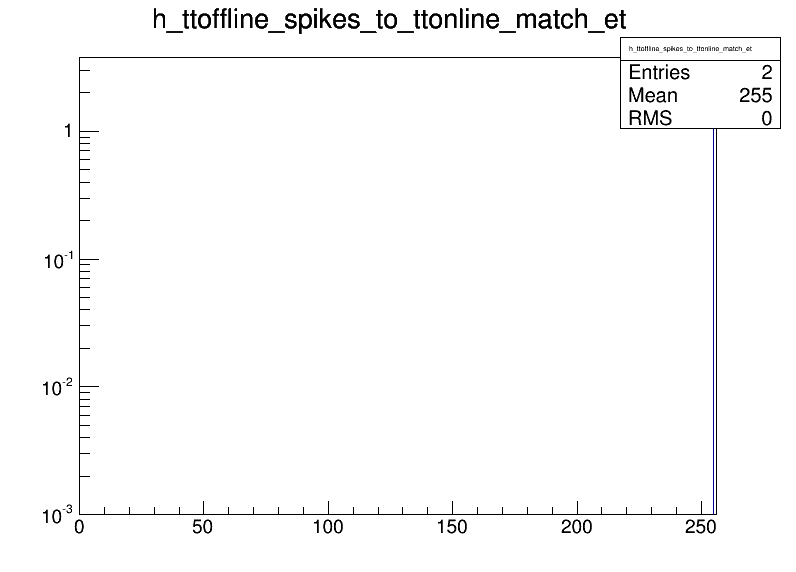 h_ttoffline_spikes_to_ttonline_match_et
h_ttoffline_spikes_to_ttonline_match_et
Entries 2
Mean 255
RMS 0
1
10^-1
10^-2
10^-3
0 50 100 150 200 250